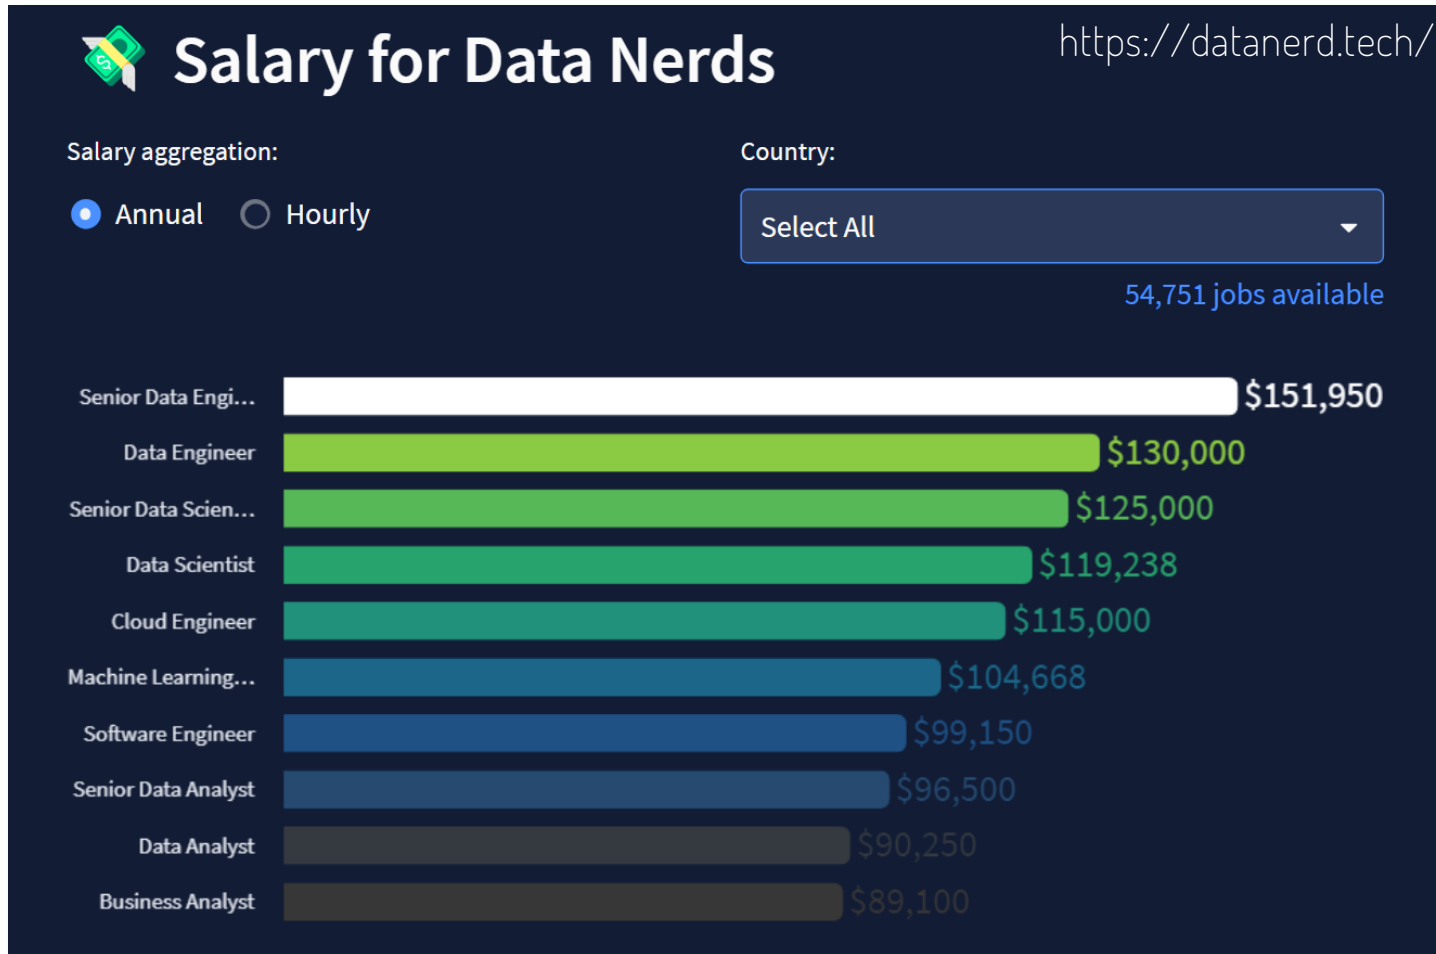 Salary for Data Nerds
https://datanerd.tech/
Salary aggregation:
Annual
Hourly
Country:
Select All
54,751 jobs available
Senior Data Engi... $151,950
Data Engineer $130,000
Senior Data Scien... $125,000
Data Scientist $119,238
Cloud Engineer $115,000
Machine Learning... $104,668
Software Engineer $99,150
Senior Data Analyst $96,500
Data Analyst $90,250
Business Analyst $89,100